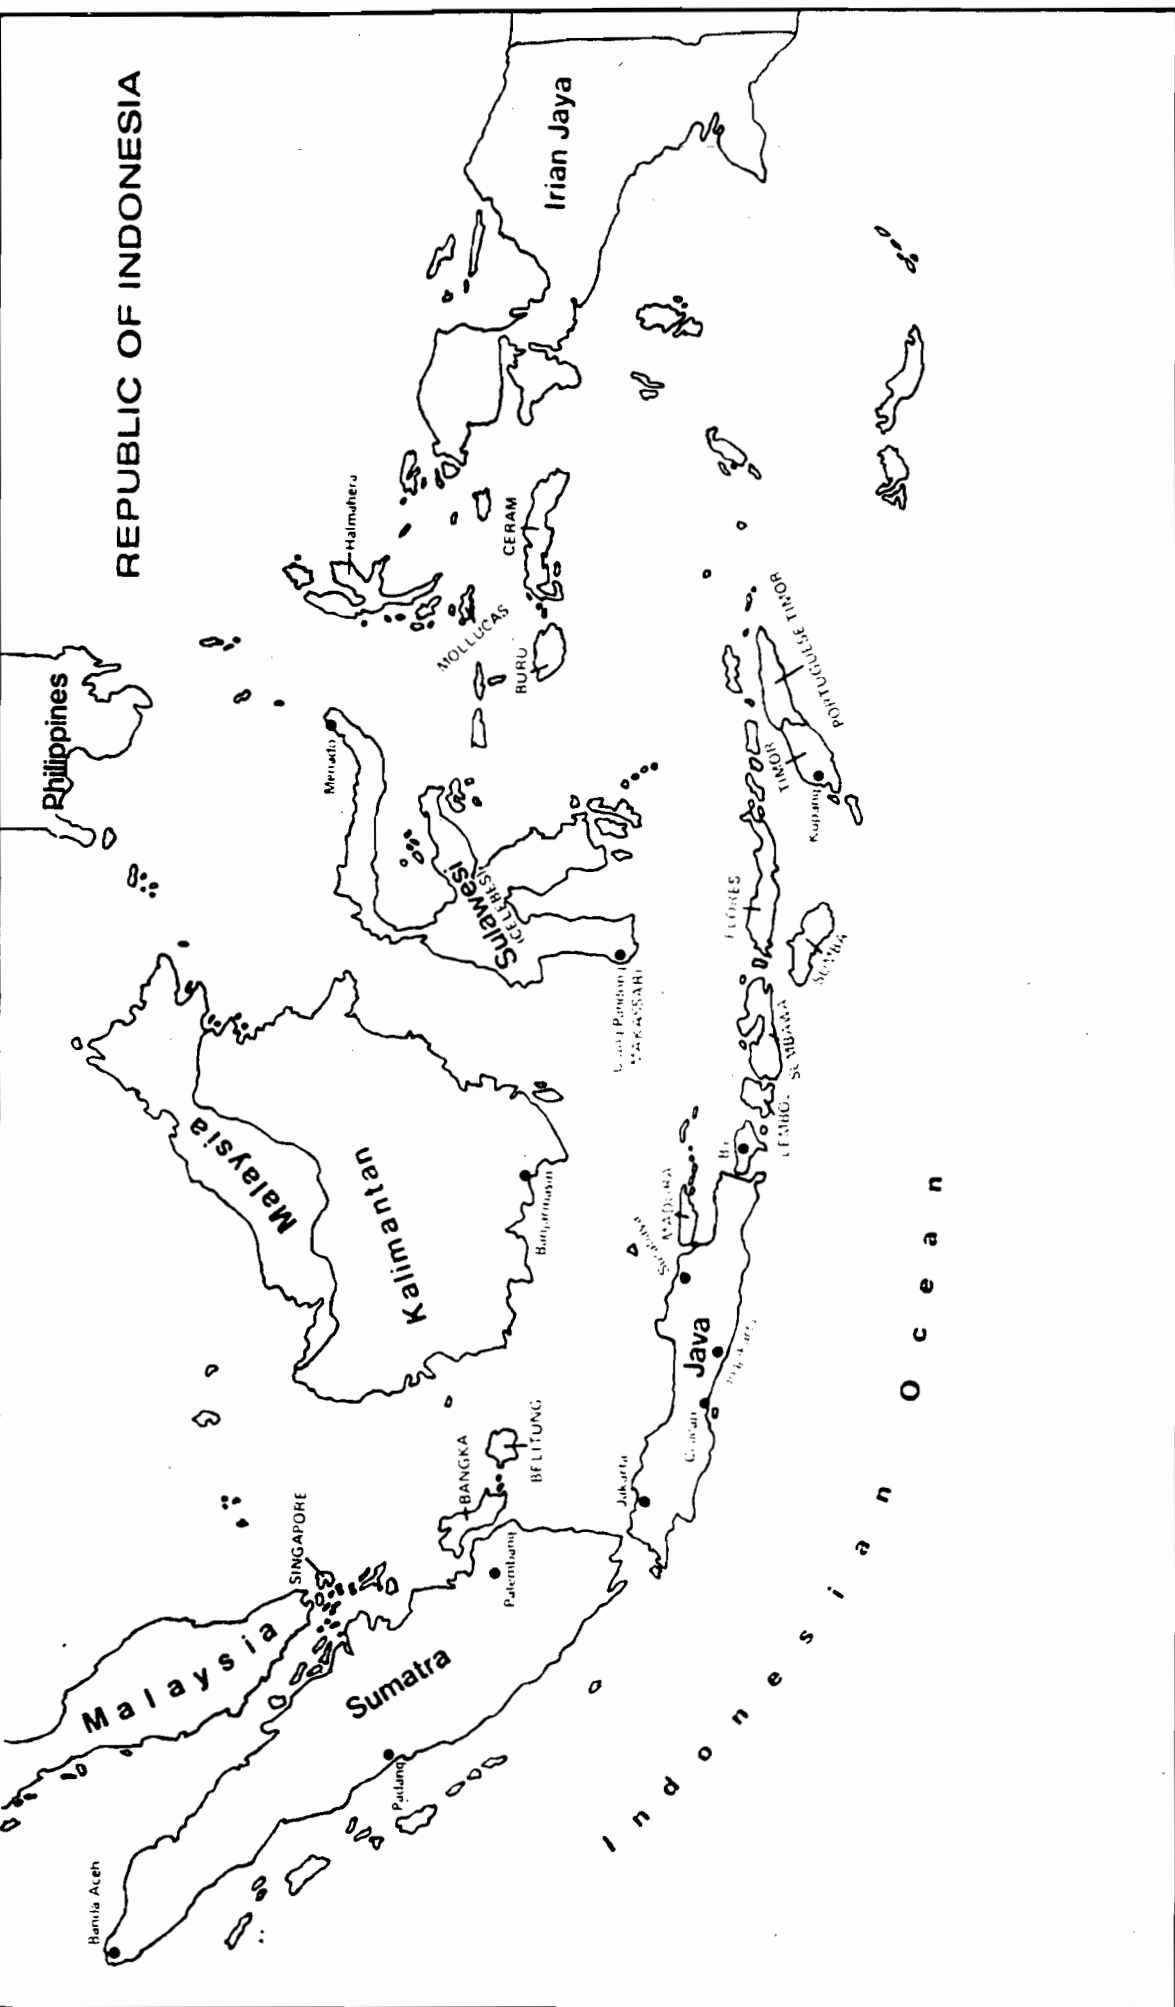 REPUBLIC OF INDONESIA
Philippines
Malaysia
SINGAPORE
Malaysia
Banda Aceh
Sumatra
Padang
Palembang
BANGKA
BELITUNG
Kalimantan
Banjarmasin
Menado
Sulawesi
(CELEBES)
MAKASSAR)
Halmahera
MOLLUCAS
CERAM
BURU
Irian Jaya
Jakarta
Java
Surabaya
MADURA
SUMBAWA
FLORES
SUMBA
TIMOR
Kupang
PORTUGUESE TIMOR
Indonesian Ocean